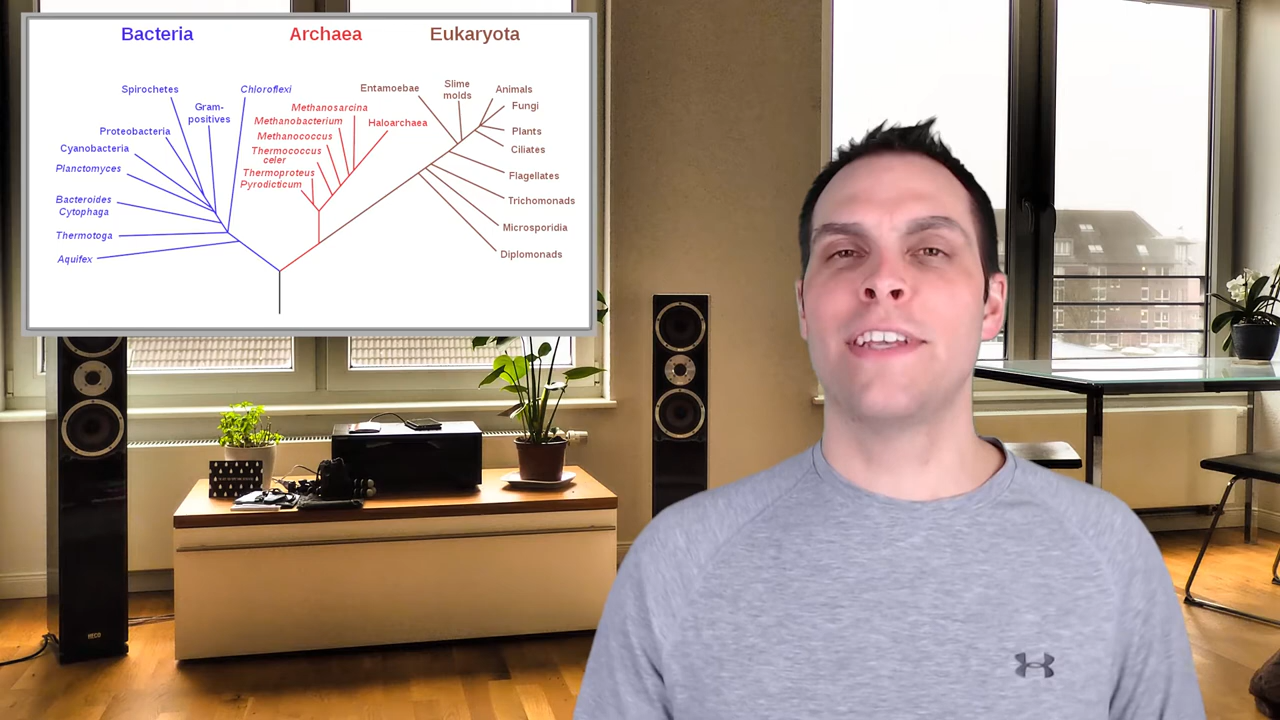 Bacteria
Archaea
Eukaryota
Spirochetes
Chloroflexi
Entamoebae
Slime
molds
Animals
Gram-
positives
Methanosarcina
Fungi
Methanobacterium
Haloarchaea
Proteobacteria
Methanococcus
Plants
Cyanobacteria
Thermococcus
celer
Ciliates
Planctomyces
Thermoproteus
Flagellates
Pyrodicticum
Bacteroides
Cytophaga
Trichomonads
Thermotoga
Microsporidia
Aquifex
Diplomonads
HECO